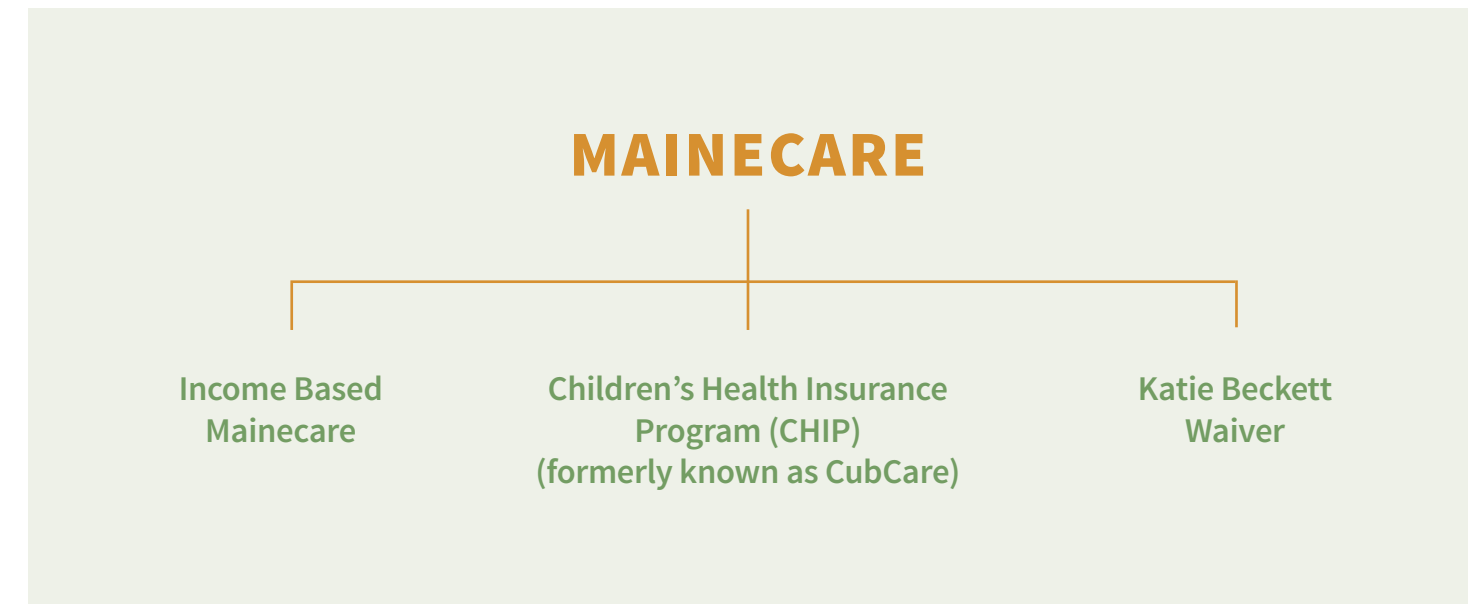 MAINECARE
Income Based
Mainecare
Children’s Health Insurance
Program (CHIP)
(formerly known as CubCare)
Katie Beckett
Waiver